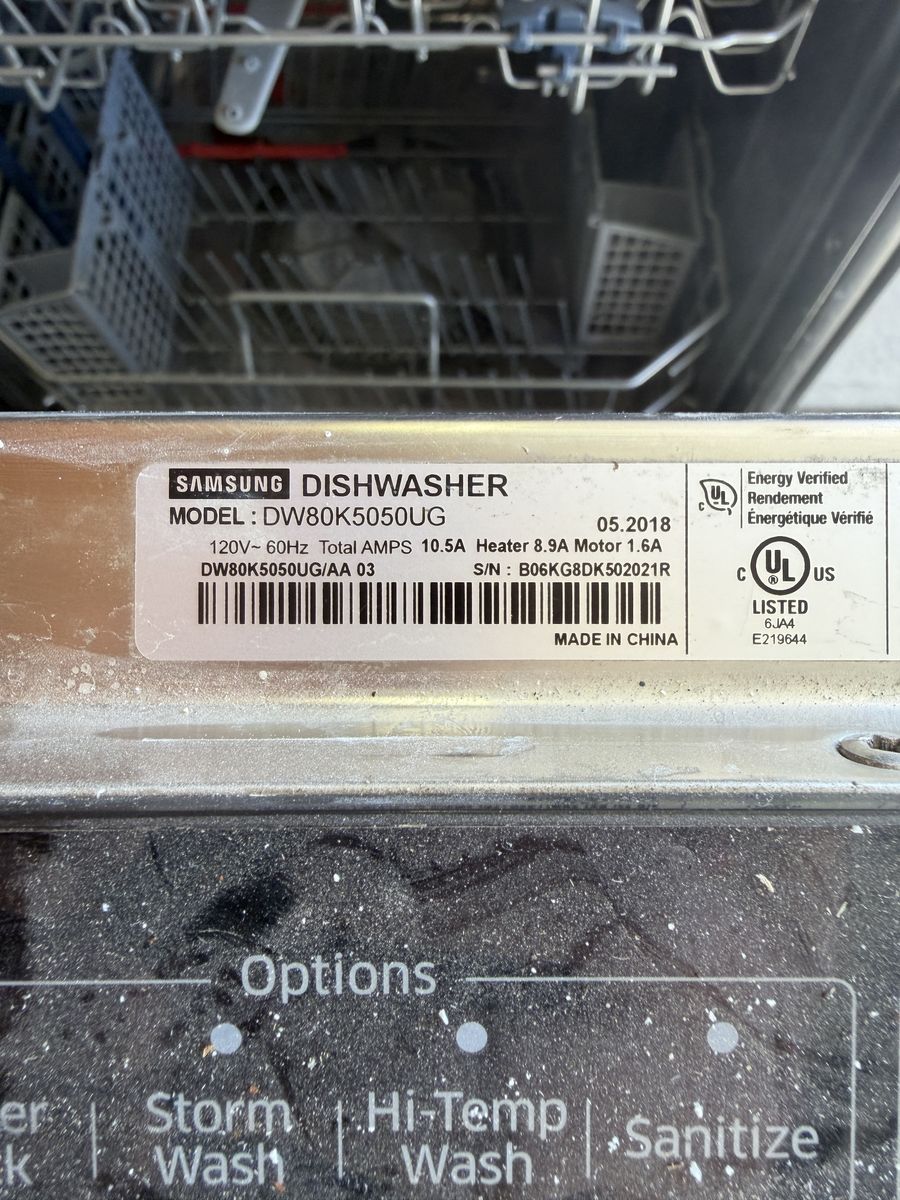 SAMSUNG DISHWASHER
MODEL : DW80K5050UG
05.2018
120V~ 60Hz Total AMPS 10.5A Heater 8.9A Motor 1.6A
DW80K5050UG/AA 03 S/N : B06KG8DK502021R
MADE IN CHINA
UL
Energy Verified
Rendement
Énergétique Vérifié
C UL® US
LISTED
6JA4
E219644
Options
Storm
Wash
Hi-Temp
Wash
Sanitize